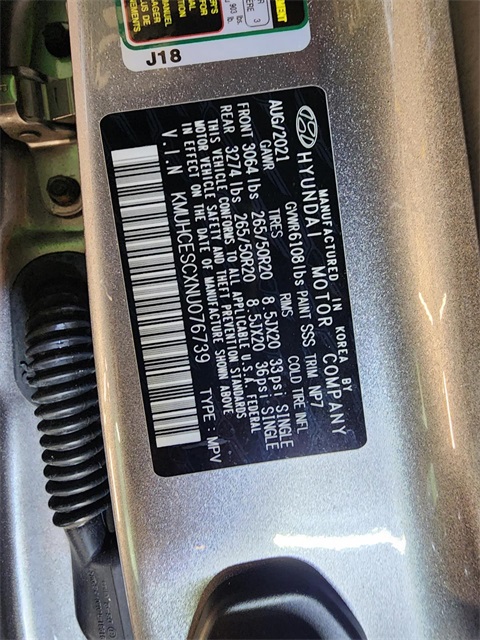 MANUFACTURED IN KOREA BY
HYUNDAI MOTOR COMPANY
AUG/2021 GVWR 6108 lbs PAINT SSS TRIM NP7
GAWR TIRES RIMS COLD TIRE INFL
FRONT 3064 lbs 265/50R20 8.5JX20 33psi SINGLE
REAR 3274 lbs 265/50R20 8.5JX20 36psi SINGLE
THIS VEHICLE CONFORMS TO ALL APPLICABLE U.S.A. FEDERAL
MOTOR VEHICLE SAFETY AND THEFT PREVENTION STANDARDS
IN EFFECT ON THE DATE OF MANUFACTURE SHOWN ABOVE
V.I.N KMUHCESCXNU076739 TYPE : MPV
J18